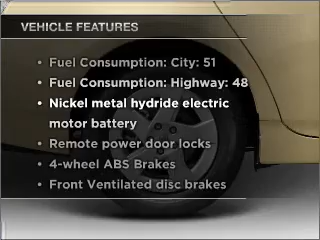 VEHICLE FEATURES
• Fuel Consumption: City: 51
• Fuel Consumption: Highway: 48
• Nickel metal hydride electric
motor battery
• Remote power door locks
• 4-wheel ABS Brakes
• Front Ventilated disc brakes